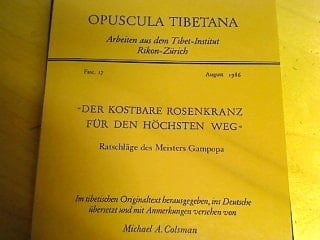 OPUSCULA TIBETANA
Arbeiten aus dem Tibet-Institut
Rikon-Zürich
Fasc. 17 August 1986
«DER KOSTBARE ROSENKRANZ
FÜR DEN HÖCHSTEN WEG»
Ratschläge des Meisters Gampopa
Im tibetischen Originaltext herausgegeben, ins Deutsche
übersetzt und mit Anmerkungen versehen von
Michael A. Colsman